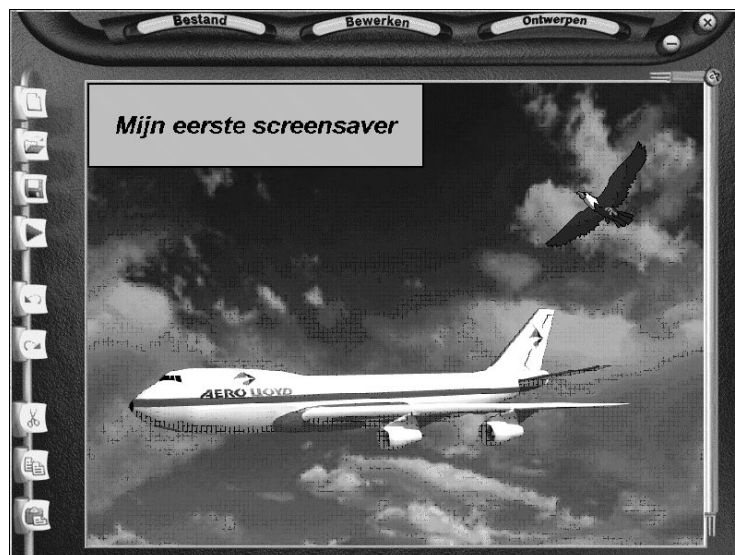 Bestand
Bewerken
Ontwerpen
Mijn eerste screensaver
AERO LLOYD